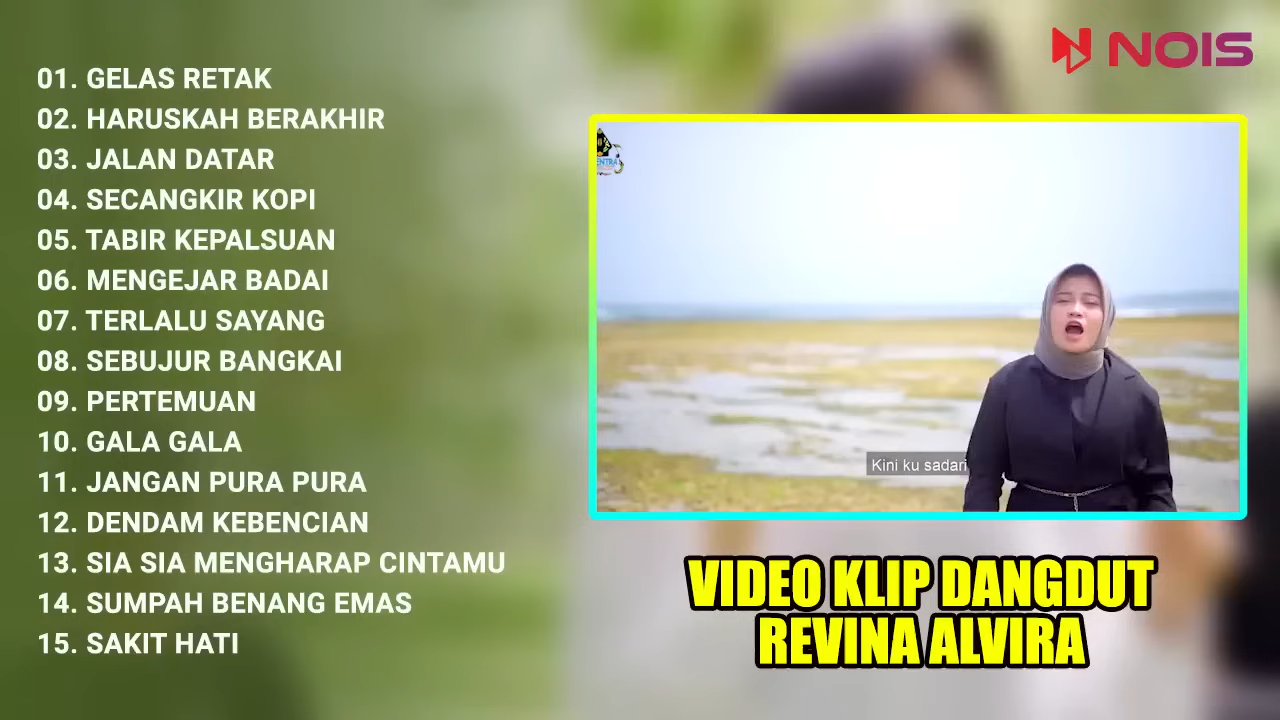 01. GELAS RETAK
02. HARUSKAH BERAKHIR
03. JALAN DATAR
04. SECANGKIR KOPI
05. TABIR KEPALSUAN
06. MENGEJAR BADAI
07. TERLALU SAYANG
08. SEBUJUR BANGKAI
09. PERTEMUAN
10. GALA GALA
11. JANGAN PURA PURA
12. DENDAM KEBENCIAN
13. SIA SIA MENGHARAP CINTAMU
14. SUMPAH BENANG EMAS
15. SAKIT HATI
NOIS
Kini ku sadari
VIDEO KLIP DANGDUT
REVINA ALVIRA